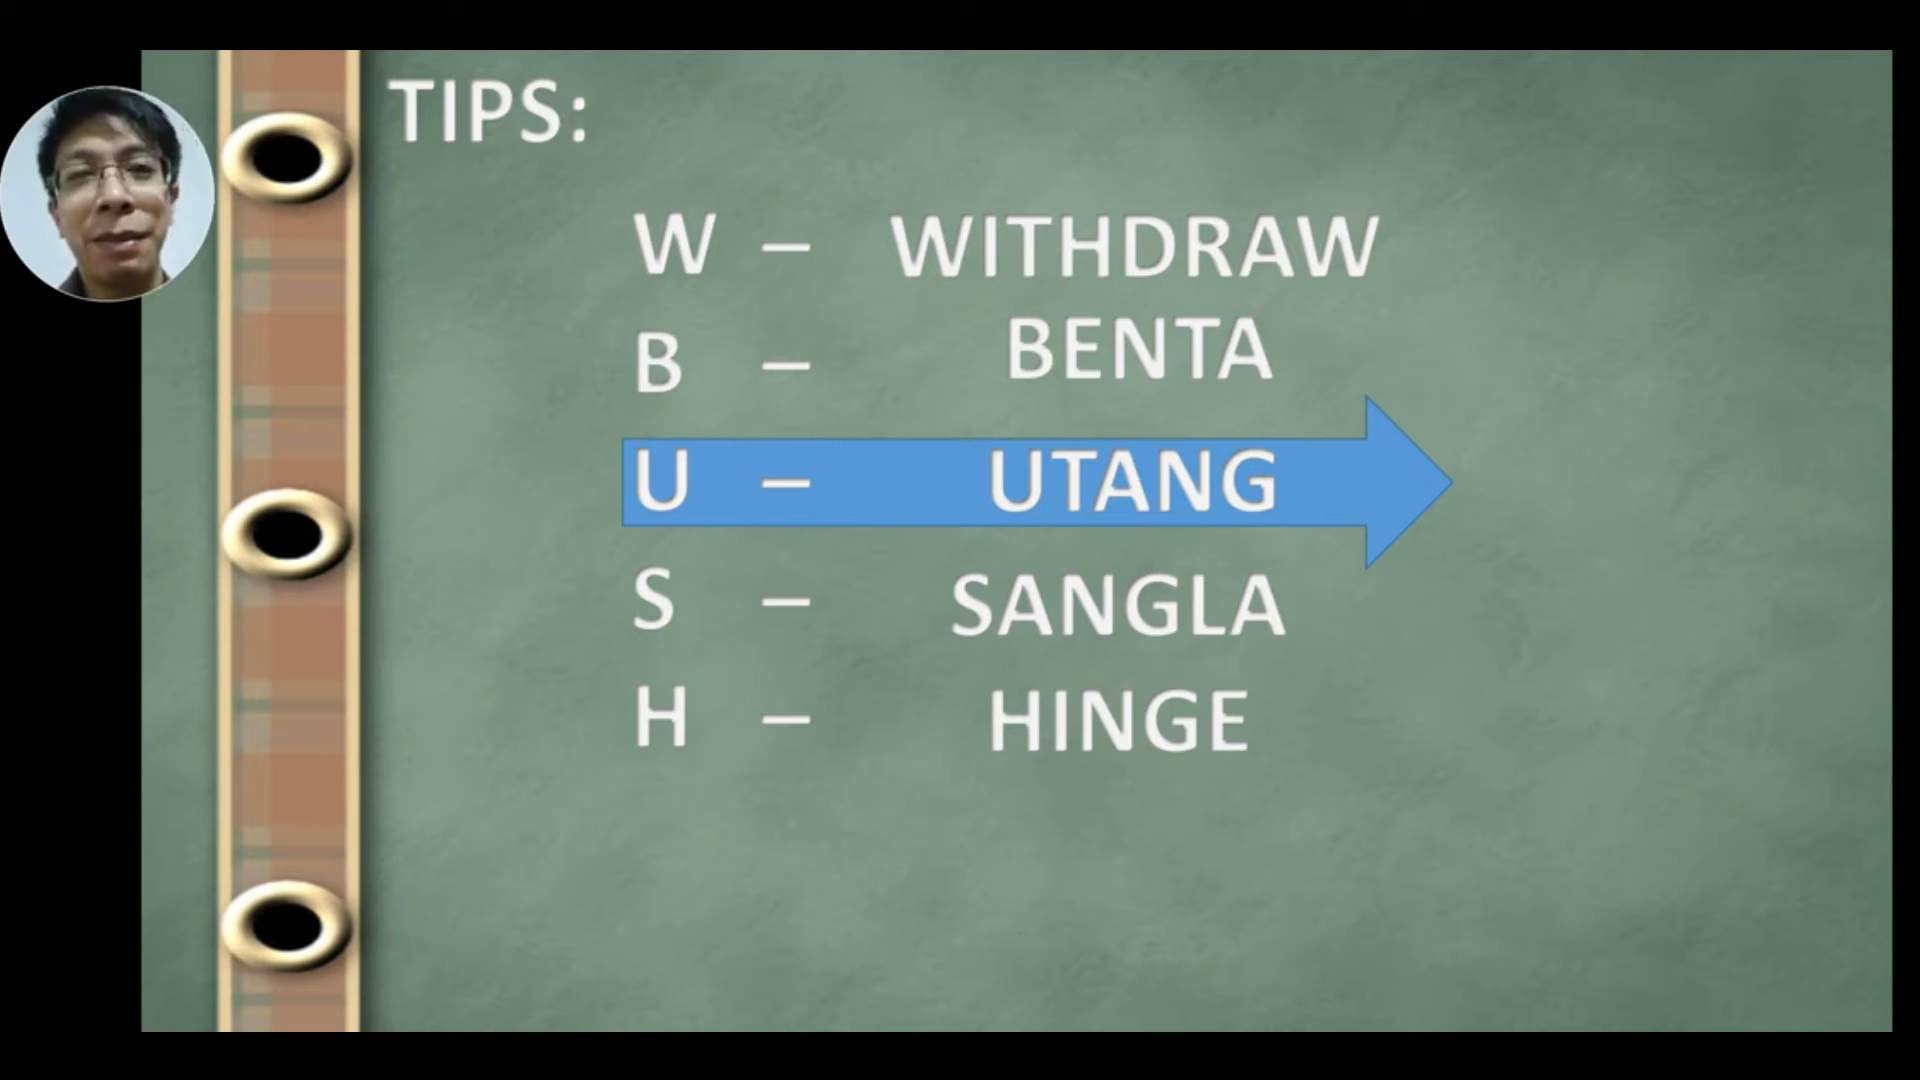 TIPS:
W – WITHDRAW
B – BENTA
U – UTANG
S – SANGLA
H – HINGE